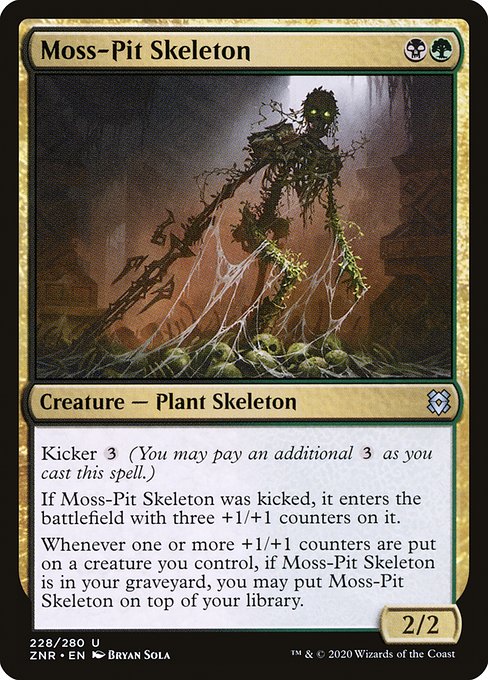 Moss-Pit Skeleton
Creature — Plant Skeleton
Kicker 3 (You may pay an additional 3 as you
cast this spell.)
If Moss-Pit Skeleton was kicked, it enters the
battlefield with three +1/+1 counters on it.
Whenever one or more +1/+1 counters are put
on a creature you control, if Moss-Pit Skeleton
is in your graveyard, you may put Moss-Pit
Skeleton on top of your library.
2/2
228/280 U
ZNR • EN Bryan Sola
™ & © 2020 Wizards of the Coast